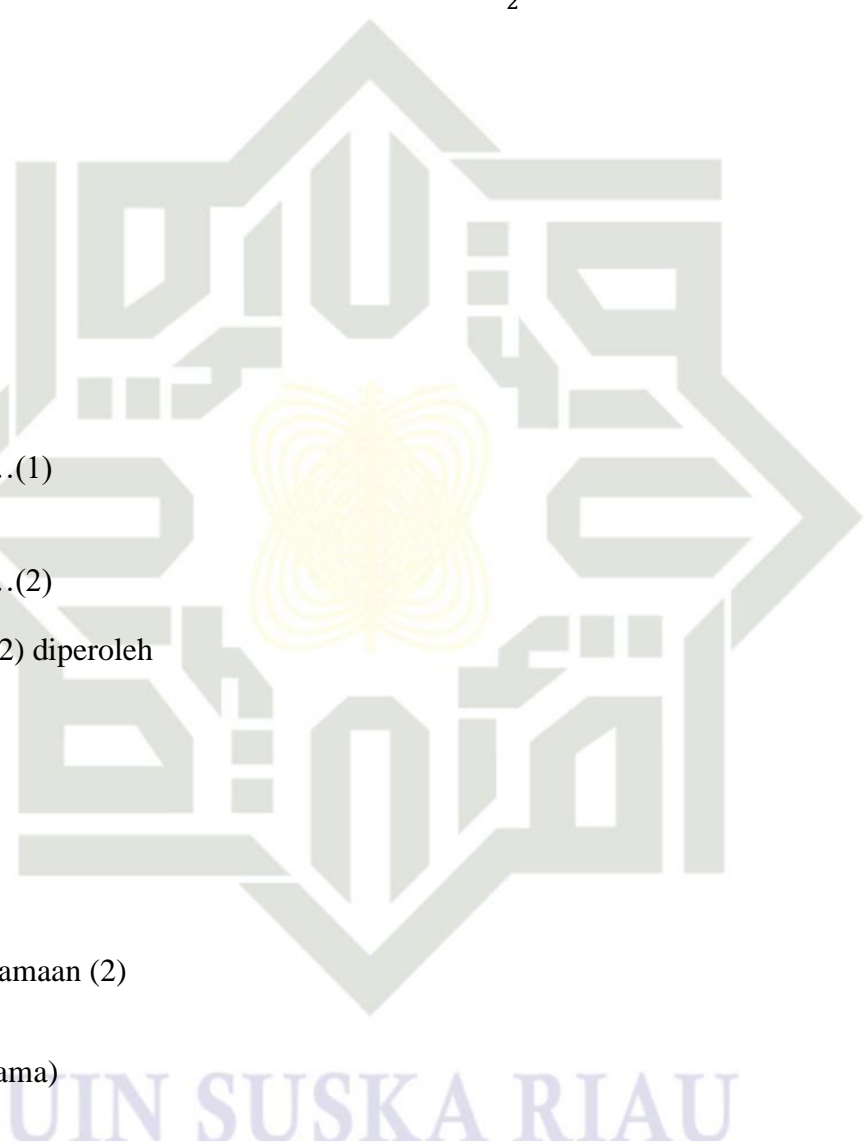 2
…(1)
…(2)
2) diperoleh
amaan (2)
ama)
UIN SUSKA RIAU